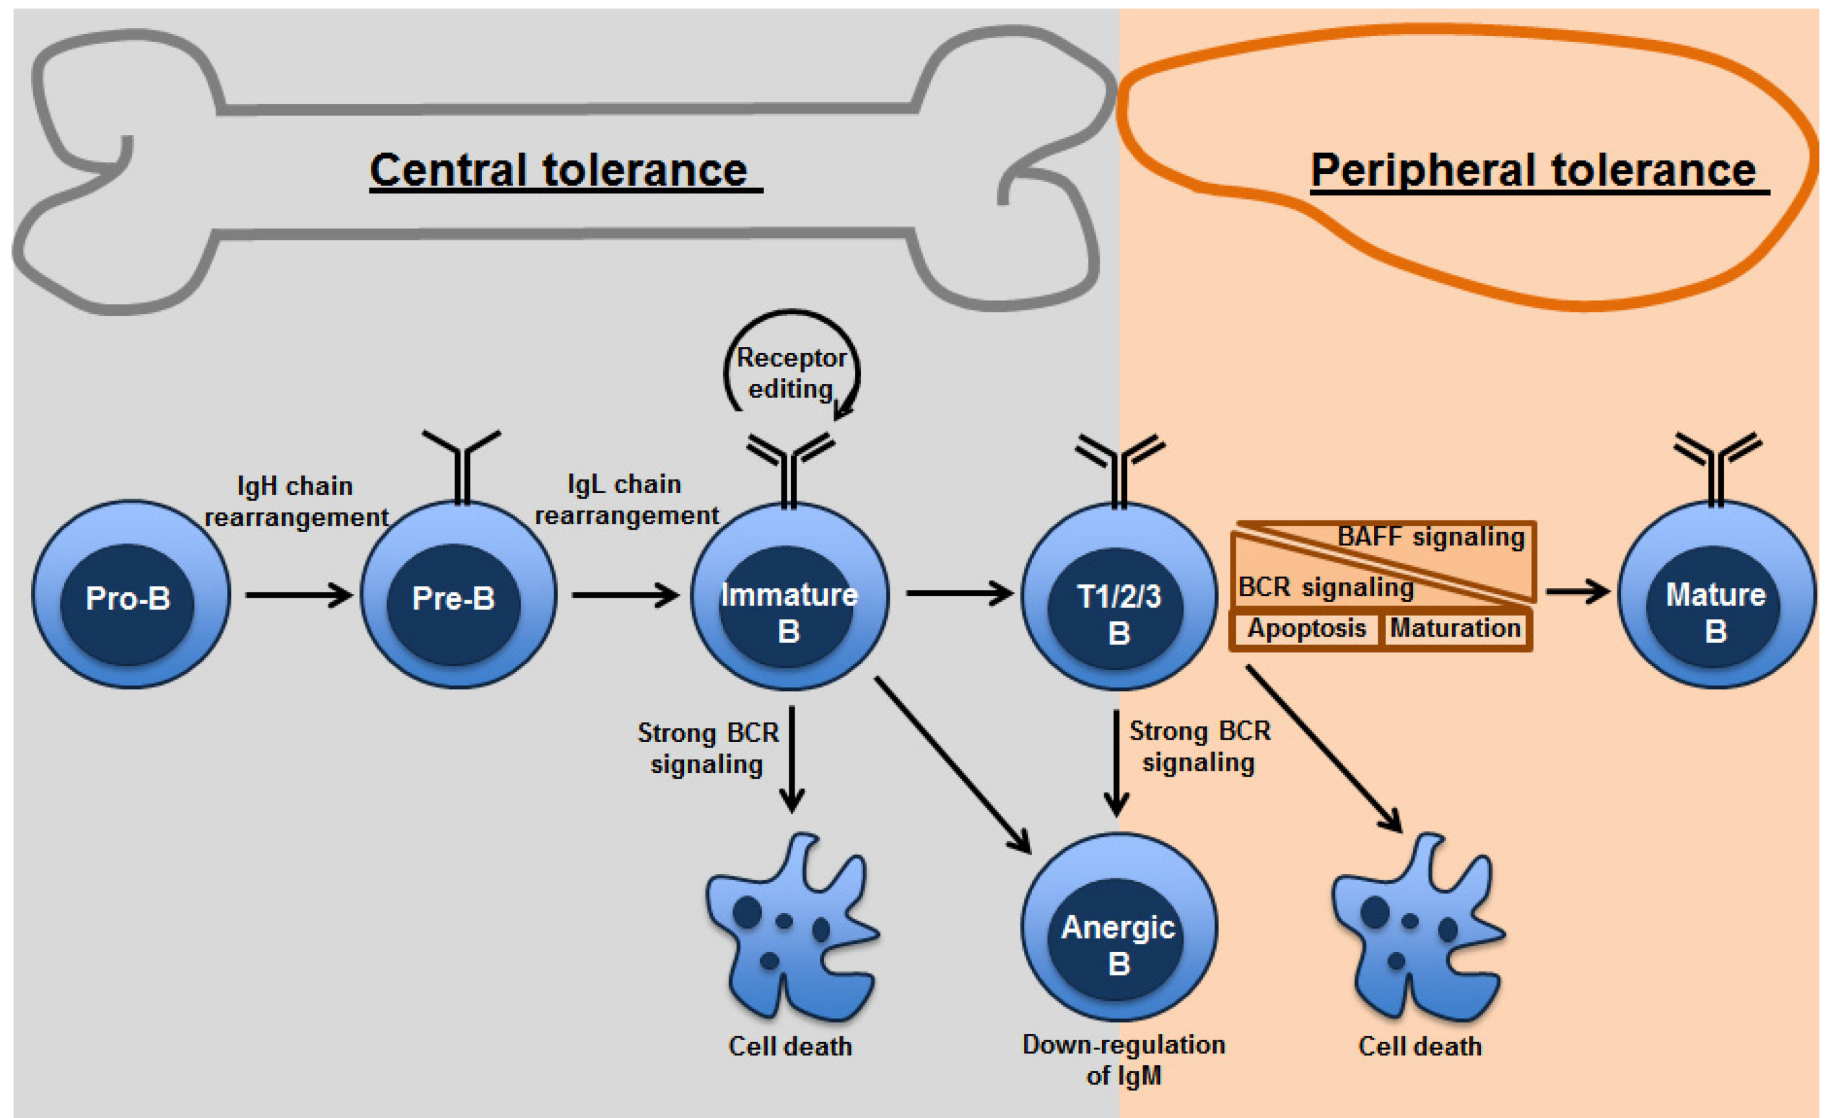 Central tolerance
Peripheral tolerance
Receptor
editing
IgH chain
rearrangement
IgL chain
rearrangement
Pro-B
Pre-B
Immature
B
T1/2/3
B
BAFF signaling
BCR signaling
Apoptosis
Maturation
Mature
B
Strong BCR
signaling
Strong BCR
signaling
Anergic
B
Cell death
Down-regulation
of IgM
Cell death